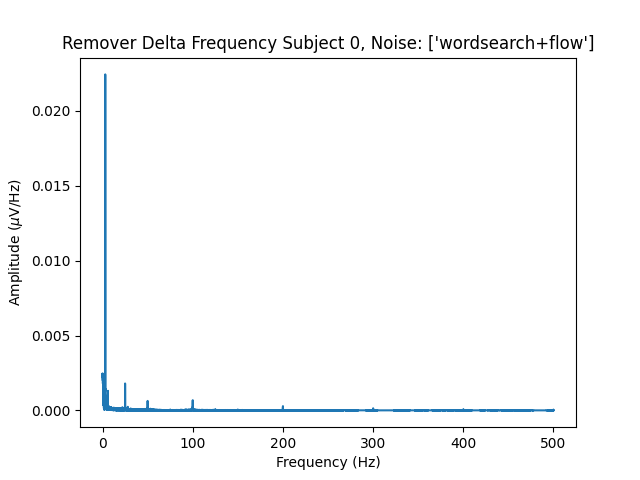 Remover Delta Frequency Subject 0, Noise: ['wordsearch+flow']
0.020
0.015
0.010
0.005
0.000
Amplitude (μV/Hz)
0 100 200 300 400 500
Frequency (Hz)